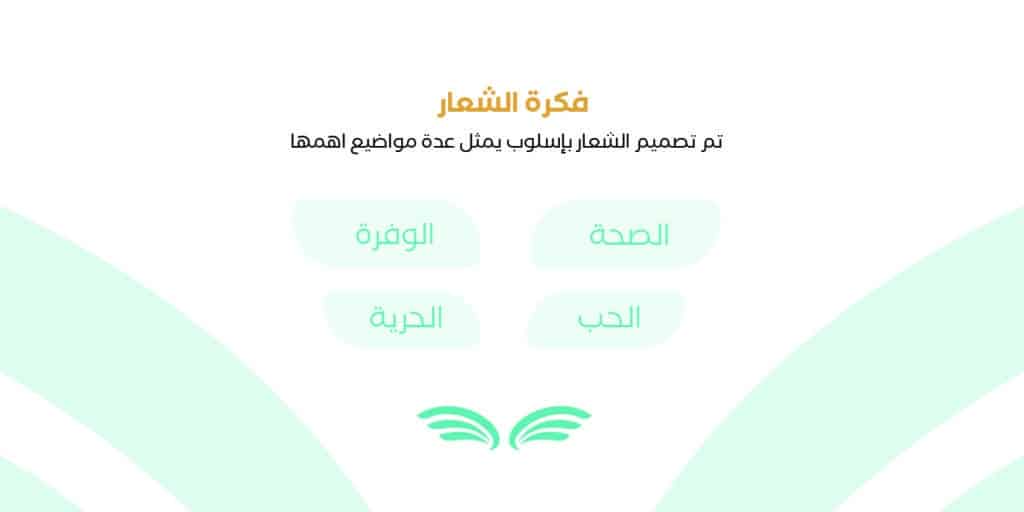 فكرة الشعار
تم تصميم الشعار بإسلوب يمثل عدة مواضيع اهمها
الصحة
الوفرة
الحب
الحرية